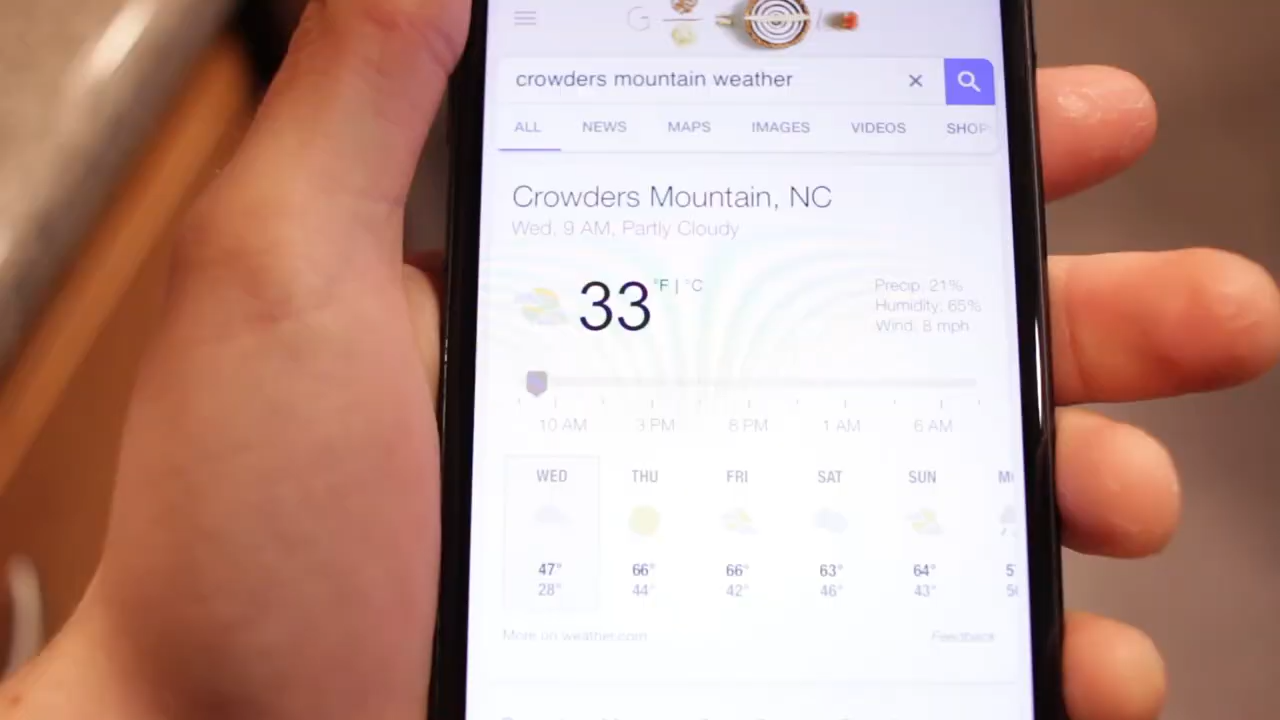 G
crowders mountain weather ×
ALL NEWS MAPS IMAGES VIDEOS SHOP
Crowders Mountain, NC
Wed, 9 AM, Partly Cloudy
33 °F | °C
Precip: 21%
Humidity: 65%
Wind: 8 mph
10 AM 3 PM 8 PM 1 AM 6 AM
WED THU FRI SAT SUN
47° 66° 66° 63° 64°
28° 44° 42° 46° 43°
More on weather.com Feedback